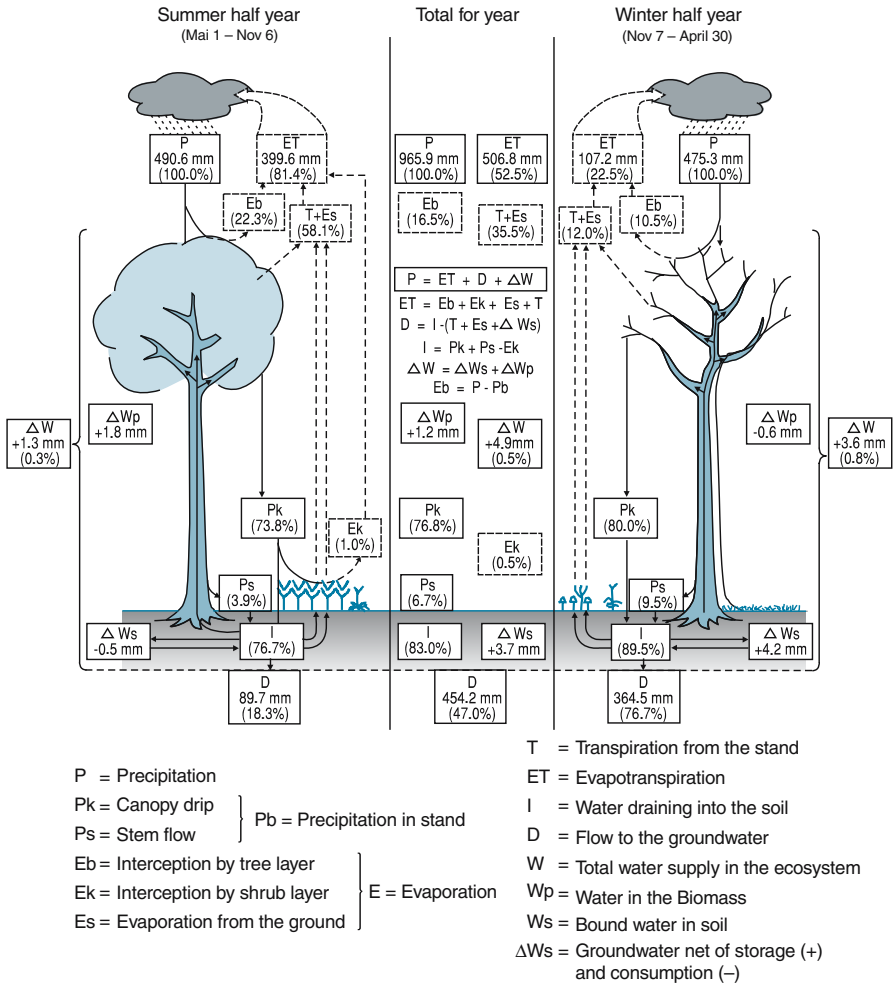 Summer half year
(Mai 1 – Nov 6)
Total for year
Winter half year
(Nov 7 – April 30)
P
490.6 mm
(100.0%)
ET
399.6 mm
(81.4%)
P
965.9 mm
(100.0%)
ET
506.8 mm
(52.5%)
ET
107.2 mm
(22.5%)
P
475.3 mm
(100.0%)
Eb
(22.3%)
T+Es
(58.1%)
Eb
(16.5%)
T+Es
(35.5%)
T+Es
(12.0%)
Eb
(10.5%)
P = ET + D + ΔW
ET = Eb + Ek + Es + T
D = I -(T + Es +Δ Ws)
I = Pk + Ps -Ek
ΔW = ΔWs +ΔWp
Eb = P - Pb
ΔW
+1.3 mm
(0.3%)
ΔWp
+1.8 mm
ΔWp
+1.2 mm
ΔW
+4.9mm
(0.5%)
ΔWp
-0.6 mm
ΔW
+3.6 mm
(0.8%)
Pk
(73.8%)
Ek
(1.0%)
Pk
(76.8%)
Ek
(0.5%)
Pk
(80.0%)
Ps
(3.9%)
Ps
(6.7%)
Ps
(9.5%)
Δ Ws
-0.5 mm
I
(76.7%)
I
(83.0%)
Δ Ws
+3.7 mm
I
(89.5%)
Δ Ws
+4.2 mm
D
89.7 mm
(18.3%)
D
454.2 mm
(47.0%)
D
364.5 mm
(76.7%)
P = Precipitation
Pk = Canopy drip
Ps = Stem flow
Pb = Precipitation in stand
Eb = Interception by tree layer
Ek = Interception by shrub layer
Es = Evaporation from the ground
E = Evaporation
T = Transpiration from the stand
ET = Evapotranspiration
I = Water draining into the soil
D = Flow to the groundwater
W = Total water supply in the ecosystem
Wp = Water in the Biomass
Ws = Bound water in soil
ΔWs = Groundwater net of storage (+)
and consumption (–)